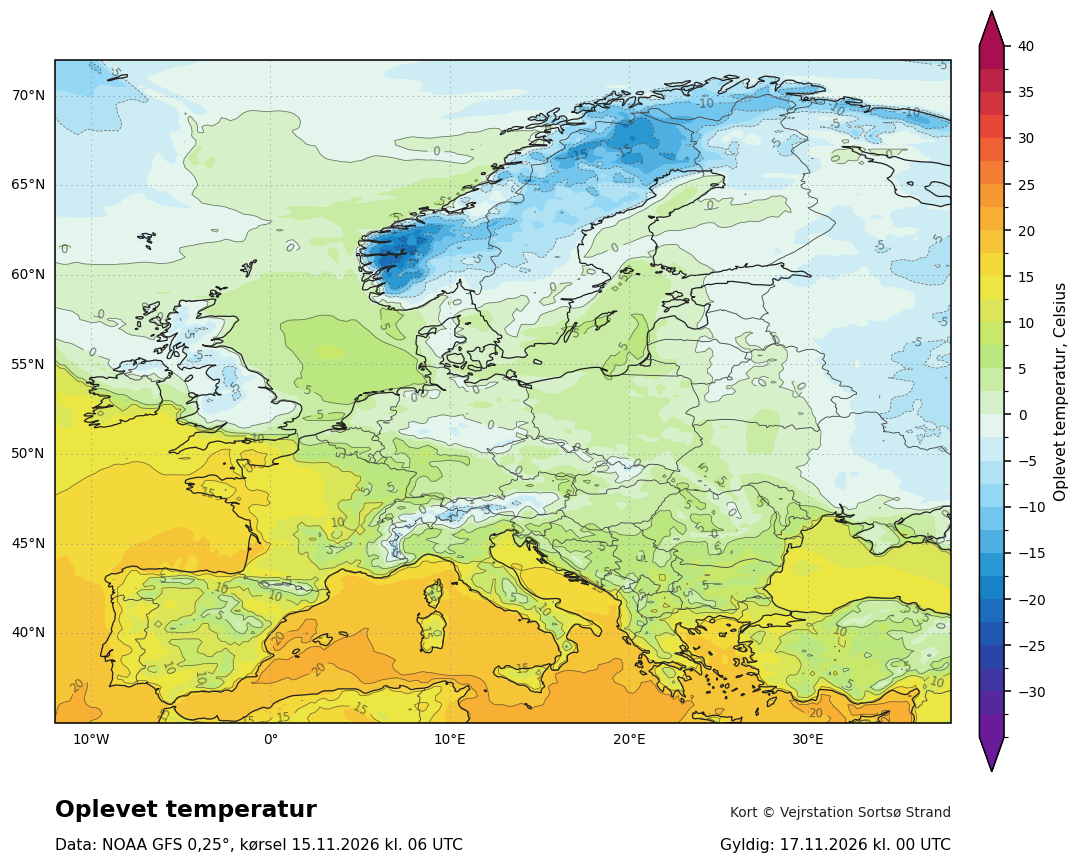 40
35
30
25
20
15
10
5
0
−5
−10
−15
−20
−25
−30
Oplevet temperatur, Celsius
70°N
65°N
60°N
55°N
50°N
45°N
40°N
10°W
0°
10°E
20°E
30°E
Oplevet temperatur
Kort © Vejrstation Sortsø Strand
Data: NOAA GFS 0,25°, kørsel 15.11.2026 kl. 06 UTC
Gyldig: 17.11.2026 kl. 00 UTC